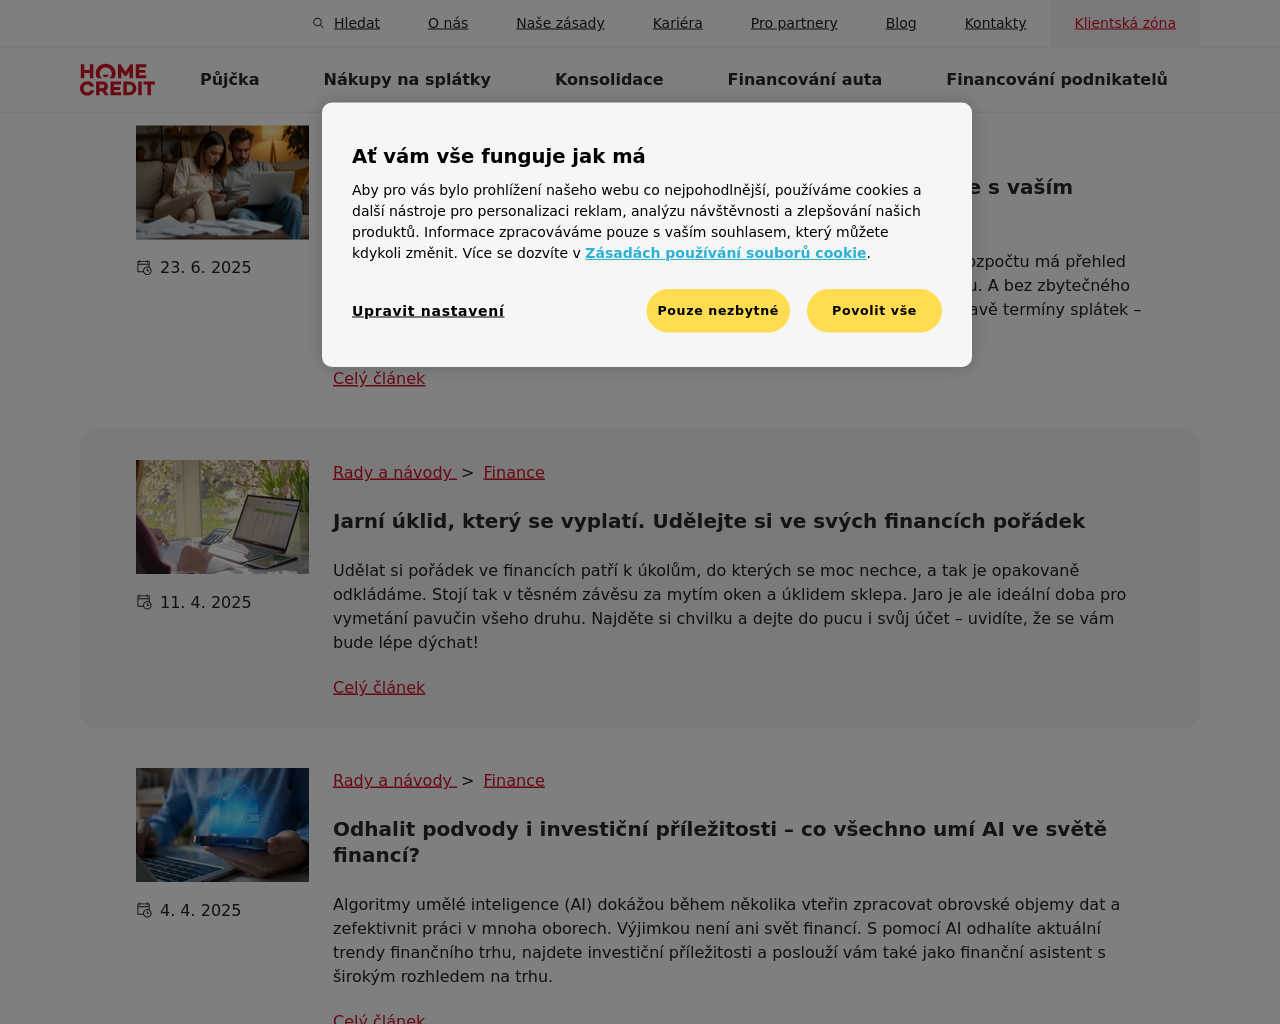 Hledat
O nás
Naše zásady
Kariéra
Pro partnery
Blog
Kontakty
Klientská zóna
HOME
CREDIT
Půjčka
Nákupy na splátky
Konsolidace
Financování auta
Financování podnikatelů
Ať vám vše funguje jak má
Aby pro vás bylo prohlížení našeho webu co nejpohodlnější, používáme cookies a
další nástroje pro personalizaci reklam, analýzu návštěvnosti a zlepšování našich
produktů. Informace zpracováváme pouze s vaším souhlasem, který můžete
kdykoli změnit. Více se dozvíte v Zásadách používání souborů cookie.
Upravit nastavení
Pouze nezbytné
Povolit vše
s vaším
má přehled
A bez zbytečného
termíny splátek –
23. 6. 2025
Celý článek
Rady a návody > Finance
Jarní úklid, který se vyplatí. Udělejte si ve svých financích pořádek
Udělat si pořádek ve financích patří k úkolům, do kterých se moc nechce, a tak je opakovaně
odkládáme. Stojí tak v těsném závěsu za mytím oken a úklidem sklepa. Jaro je ale ideální doba pro
vymetání pavučin všeho druhu. Najděte si chvilku a dejte do pucu i svůj účet – uvidíte, že se vám
bude lépe dýchat!
11. 4. 2025
Celý článek
Rady a návody > Finance
Odhalit podvody i investiční příležitosti – co všechno umí AI ve světě
financí?
Algoritmy umělé inteligence (AI) dokážou během několika vteřin zpracovat obrovské objemy dat a
zefektivnit práci v mnoha oborech. Výjimkou není ani svět financí. S pomocí AI odhalíte aktuální
trendy finančního trhu, najdete investiční příležitosti a poslouží vám také jako finanční asistent s
širokým rozhledem na trhu.
4. 4. 2025
Celý článek